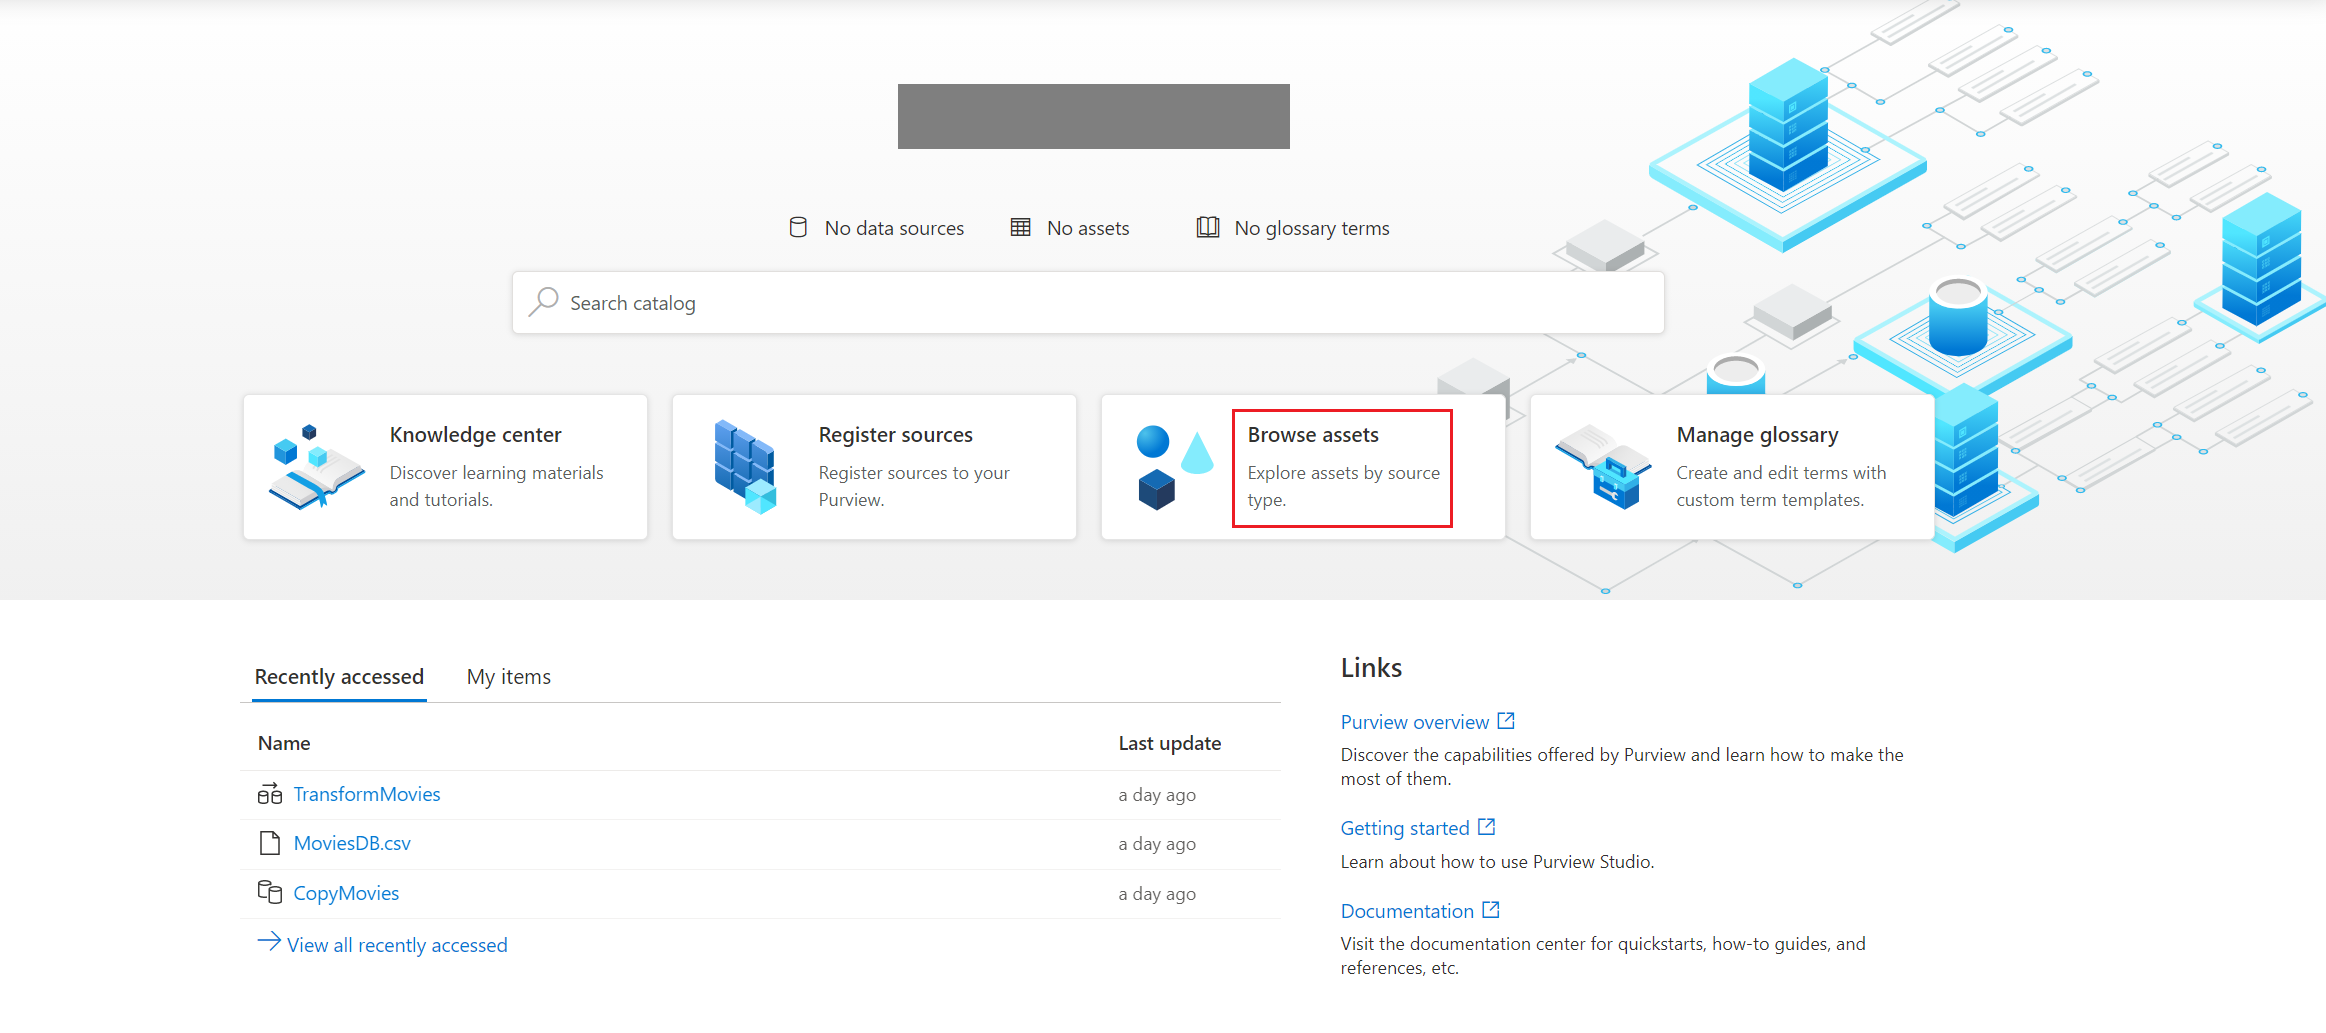 No data sources No assets No glossary terms
Search catalog
Knowledge center
Discover learning materials
and tutorials.
Register sources
Register sources to your
Purview.
Browse assets
Explore assets by source
type.
Manage glossary
Create and edit terms with
custom term templates.
Recently accessed My items
Name Last update
TransformMovies a day ago
MoviesDB.csv a day ago
CopyMovies a day ago
View all recently accessed
Links
Purview overview
Discover the capabilities offered by Purview and learn how to make the
most of them.
Getting started
Learn about how to use Purview Studio.
Documentation
Visit the documentation center for quickstarts, how-to guides, and
references, etc.